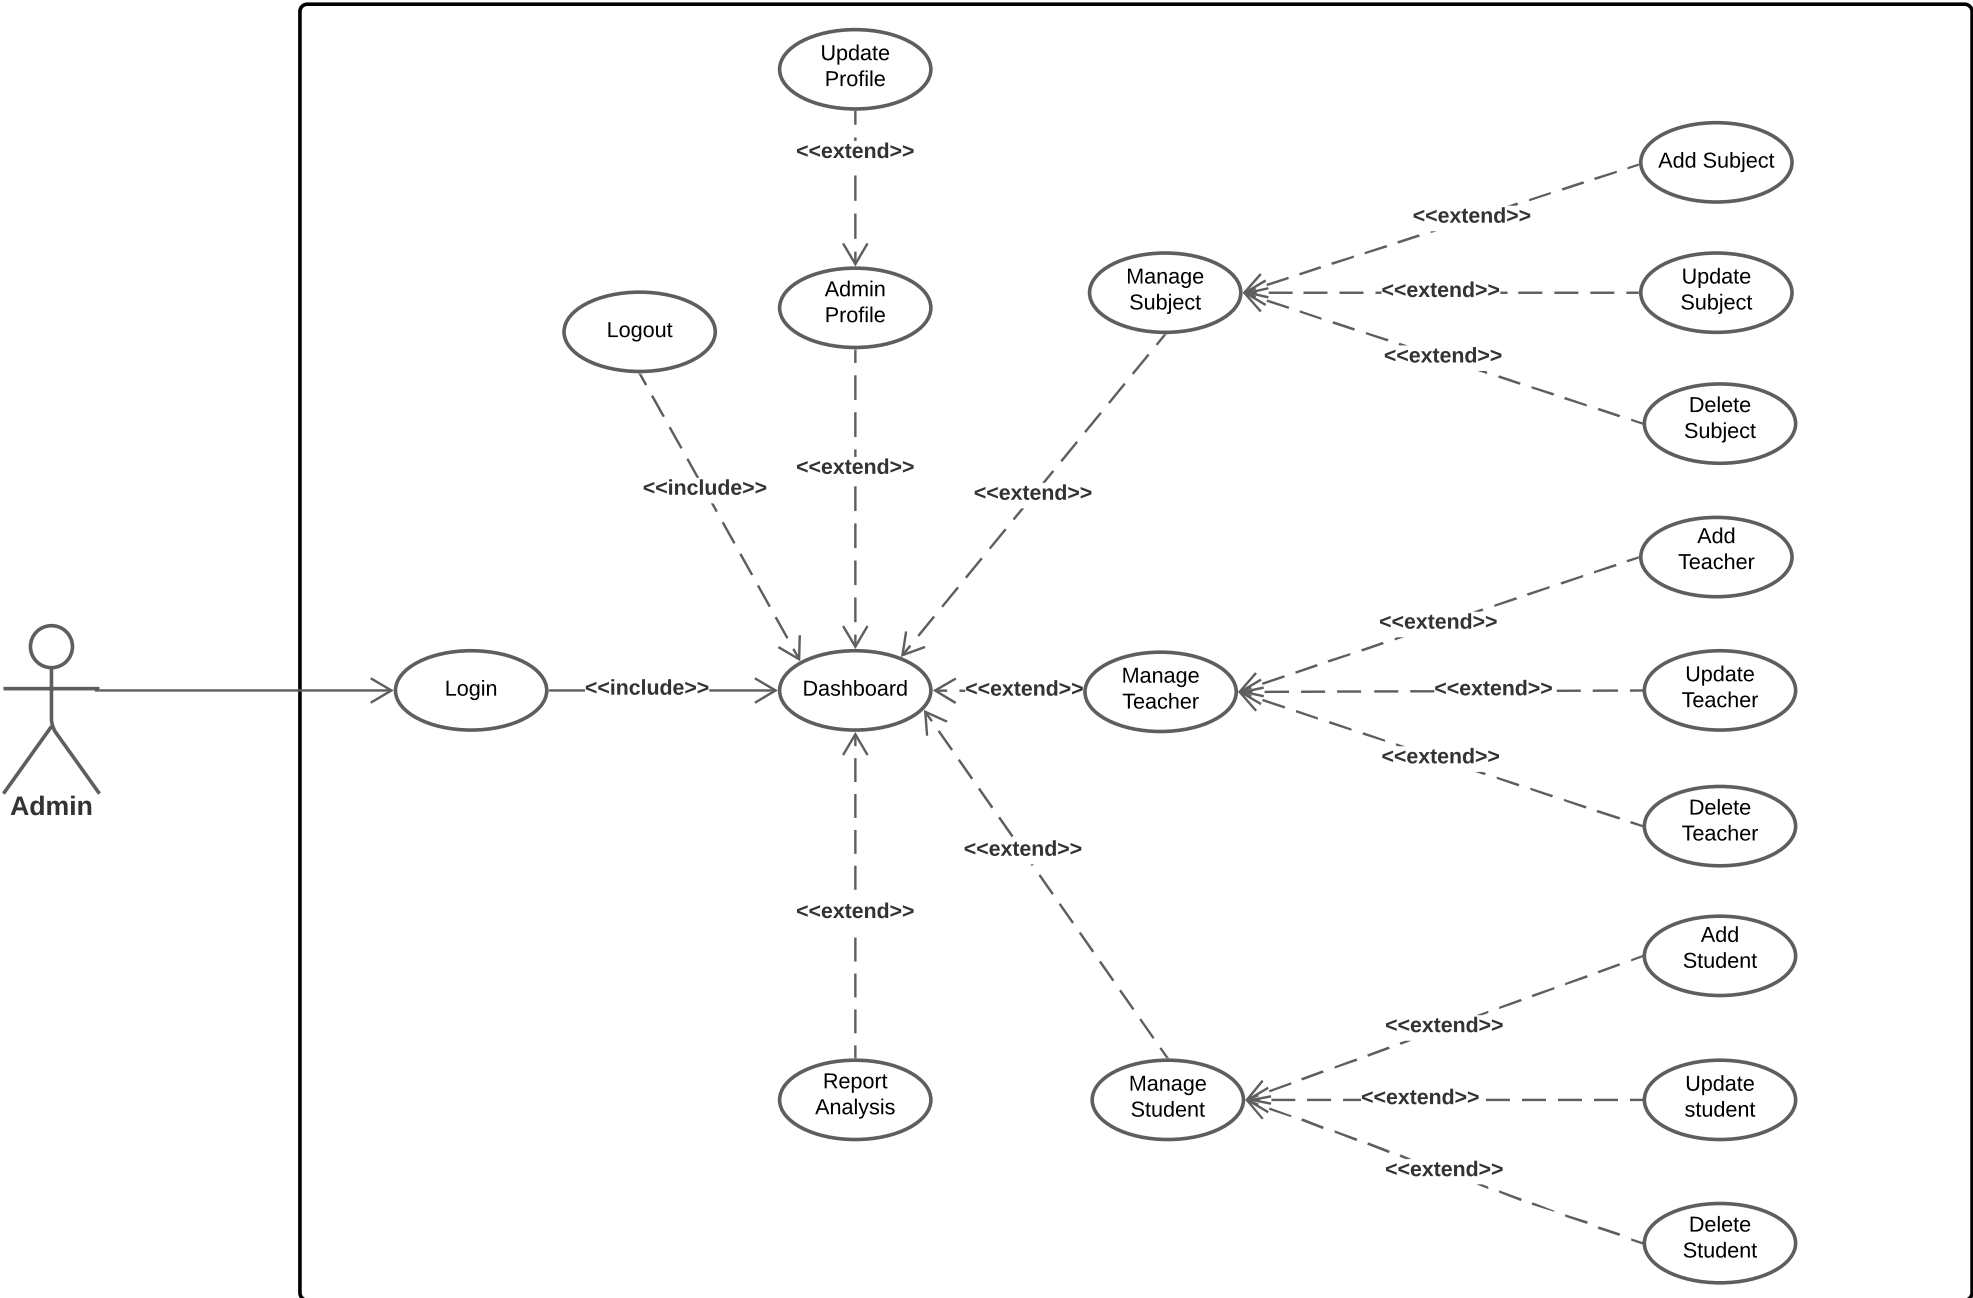 Update
Profile
<<extend>>
Add Subject
<<extend>>
Manage
Subject
<<extend>>
Update
Subject
Admin
Profile
Logout
<<extend>>
Delete
Subject
<<extend>>
<<include>>
<<extend>>
Add
Teacher
<<extend>>
Login
<<include>>
Dashboard
<<extend>>
Manage
Teacher
<<extend>>
Update
Teacher
<<extend>>
Admin
Delete
Teacher
<<extend>>
<<extend>>
Add
Student
<<extend>>
Report
Analysis
Manage
Student
<<extend>>
Update
student
<<extend>>
Delete
Student